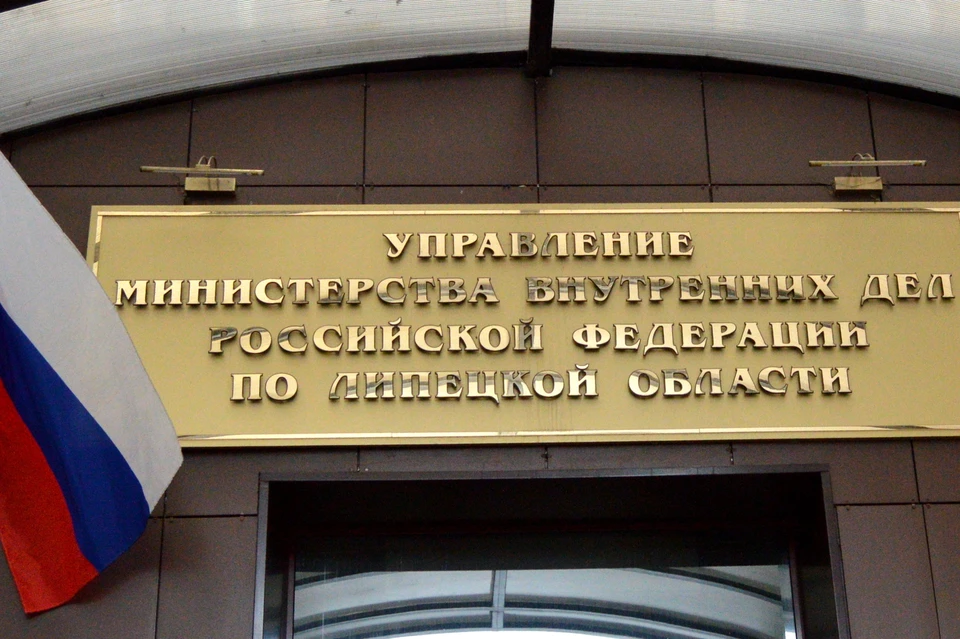 УПРАВЛЕНИЕ
МИНИСТЕРСТВА ВНУТРЕННИХ ДЕЛ
РОССИЙСКОЙ ФЕДЕРАЦИИ
ПО ЛИПЕЦКОЙ ОБЛАСТИ